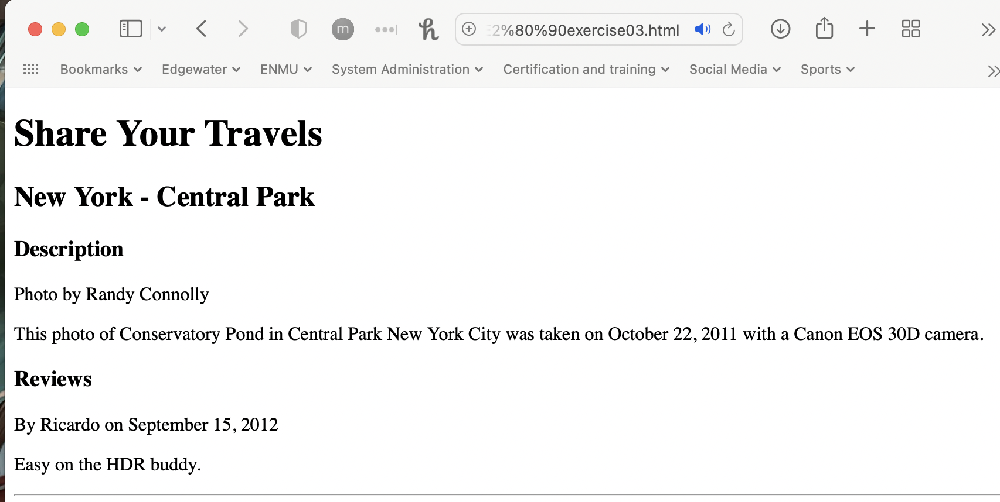 m
2%80%90exercise03.html
Bookmarks
Edgewater
ENMU
System Administration
Certification and training
Social Media
Sports
Share Your Travels
New York - Central Park
Description
Photo by Randy Connolly
This photo of Conservatory Pond in Central Park New York City was taken on October 22, 2011 with a Canon EOS 30D camera.
Reviews
By Ricardo on September 15, 2012
Easy on the HDR buddy.